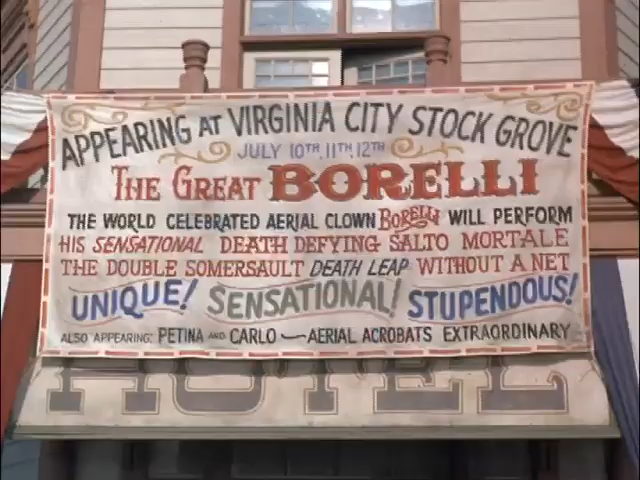 APPEARING AT VIRGINIA CITY STOCK GROVE
JULY 10TH, 11TH, 12TH
THE GREAT BORELLI
THE WORLD CELEBRATED AERIAL CLOWN BORELLI WILL PERFORM
HIS SENSATIONAL DEATH DEFYING SALTO MORTALE
THE DOUBLE SOMERSAULT DEATH LEAP WITHOUT A NET
UNIQUE! SENSATIONAL! STUPENDOUS!
ALSO APPEARING: PETINA AND CARLO — AERIAL ACROBATS EXTRAORDINARY
HOTEL